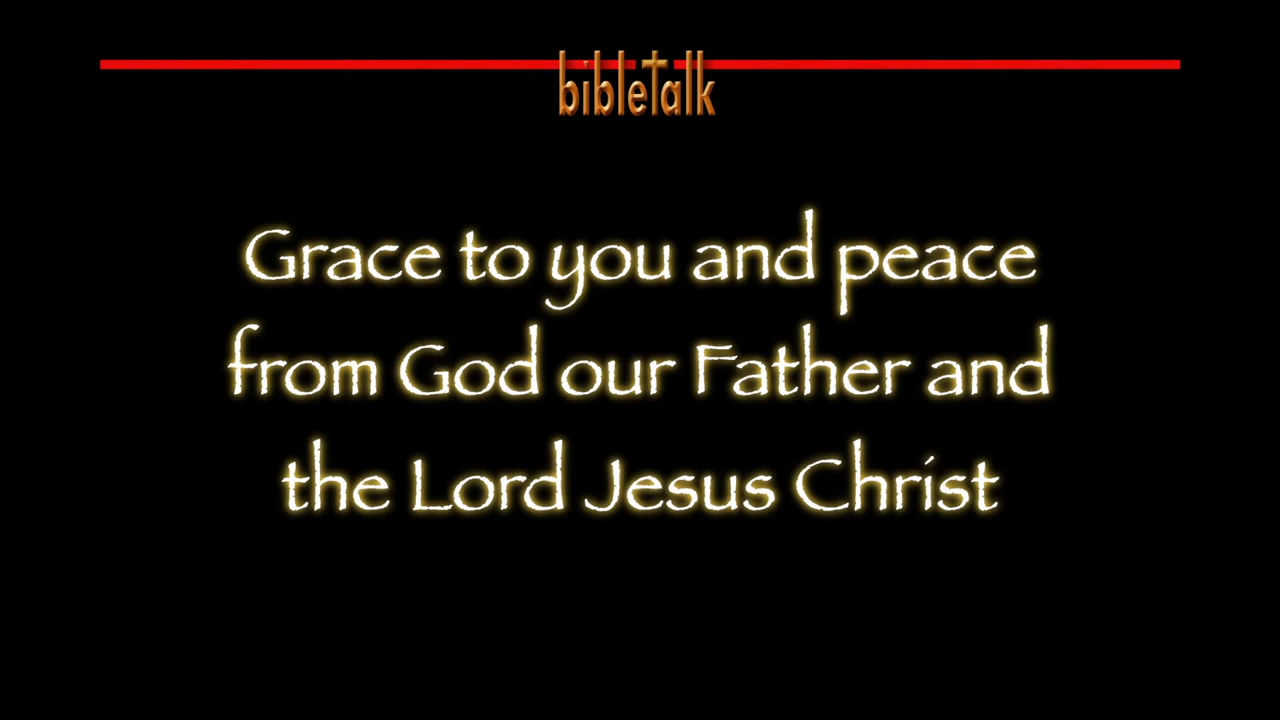 bibleTalk
Grace to you and peace
from God our Father and
the Lord Jesus Christ